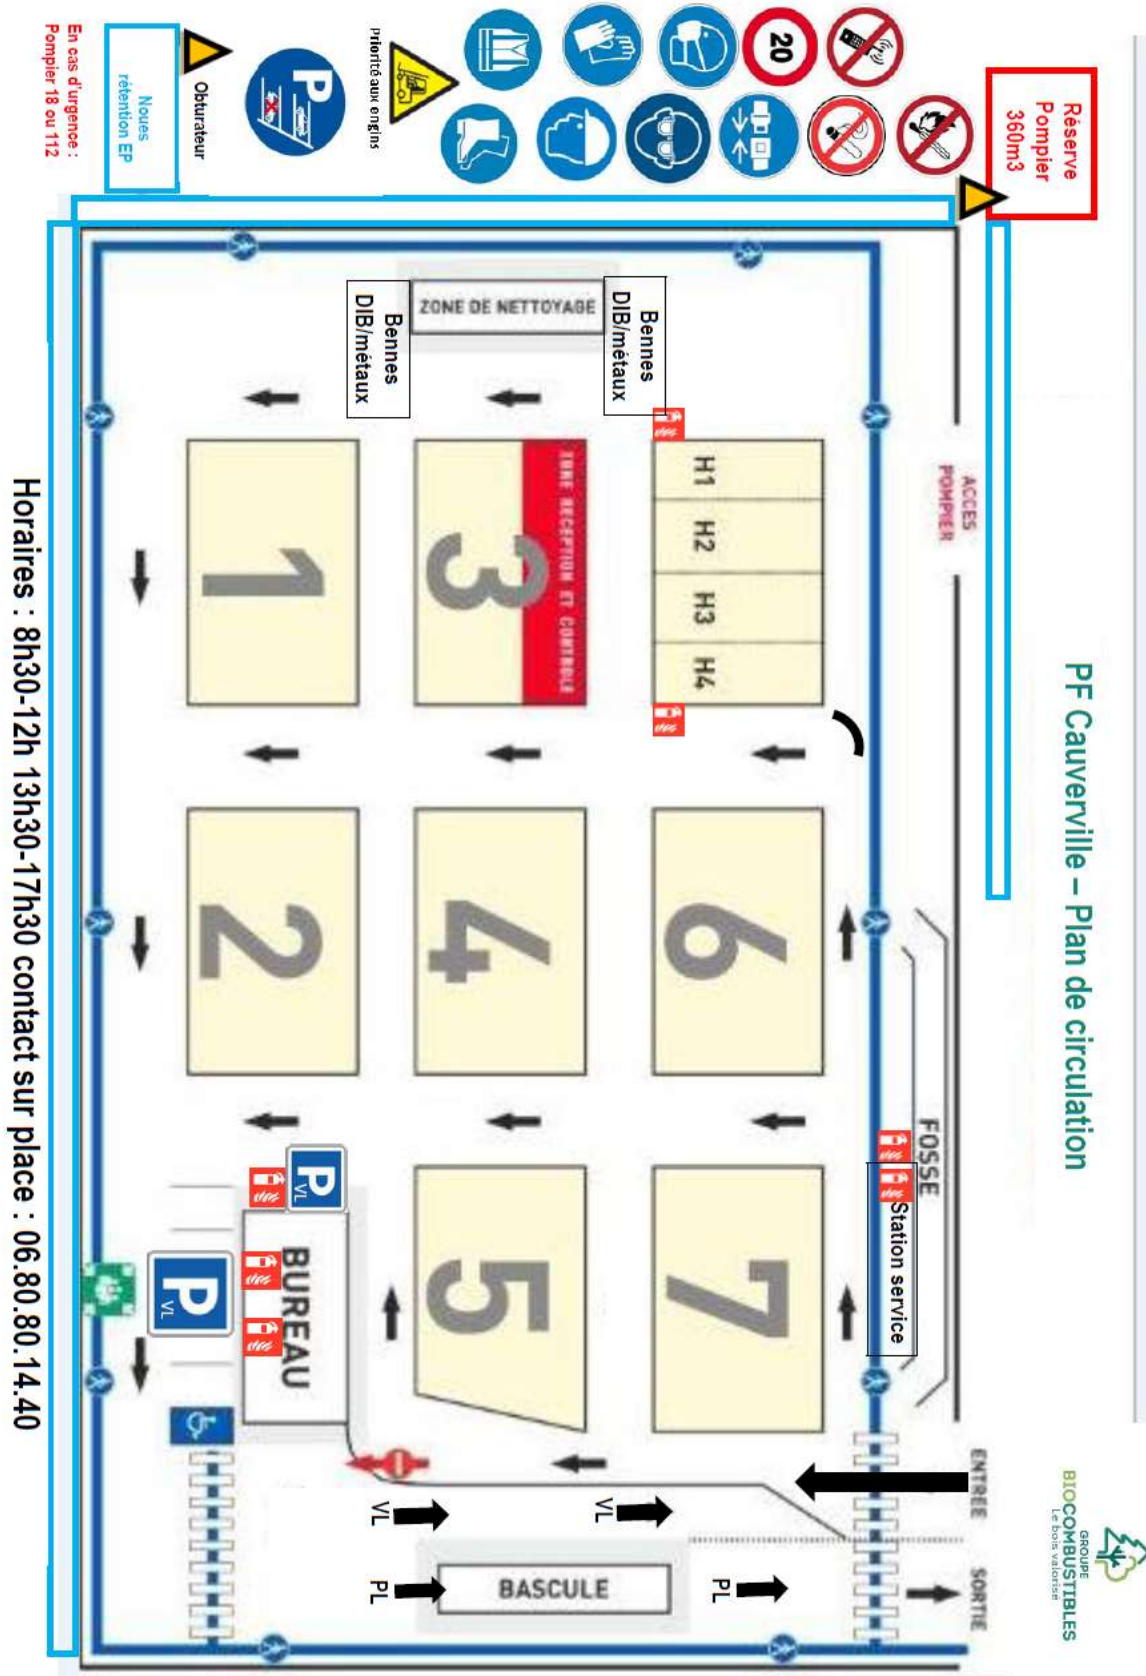 PF Cauverville – Plan de circulation
GROUPE
BIOCOMBUSTIBLES
Le bois valorisé
Réserve
Pompier
360m3
20
Priorité aux engins
P
Obturateur
Noues
rétention EP
En cas d'urgence :
Pompier 18 ou 112
ACCES
POMPIER
FOSSE
Station service
ENTREE
SORTIE
Bennes
DIB/métaux
ZONE DE NETTOYAGE
Bennes
DIB/métaux
H1
H2
H3
H4
6
7
ZONE RECEPTION ET CONTROLE
3
4
5
1
2
P
VL
BUREAU
P
VL
VL
VL
PL
BASCULE
PL
Horaires : 8h30-12h 13h30-17h30 contact sur place : 06.80.80.14.40